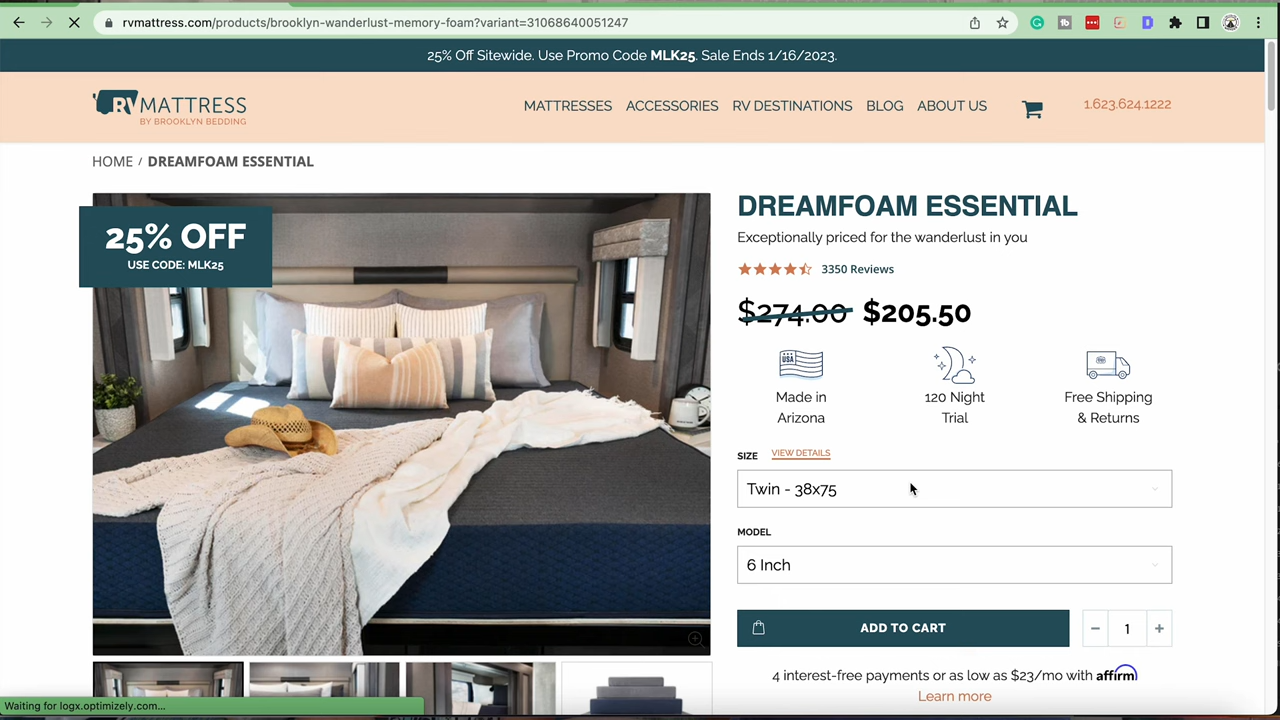 rvmattress.com/products/brooklyn-wanderlust-memory-foam?variant=31068640051247
25% Off Sitewide. Use Promo Code MLK25. Sale Ends 1/16/2023.
RVMATTRESS
BY BROOKLYN BEDDING
MATTRESSES ACCESSORIES RV DESTINATIONS BLOG ABOUT US
1.623.624.1222
HOME / DREAMFOAM ESSENTIAL
25% OFF
USE CODE: MLK25
DREAMFOAM ESSENTIAL
Exceptionally priced for the wanderlust in you
3350 Reviews
$274.00 $205.50
USA
Made in
Arizona
120 Night
Trial
Free Shipping
& Returns
SIZE VIEW DETAILS
Twin - 38x75
MODEL
6 Inch
ADD TO CART
− 1 +
4 interest-free payments or as low as $23/mo with affirm
Learn more
Waiting for logx.optimizely.com...